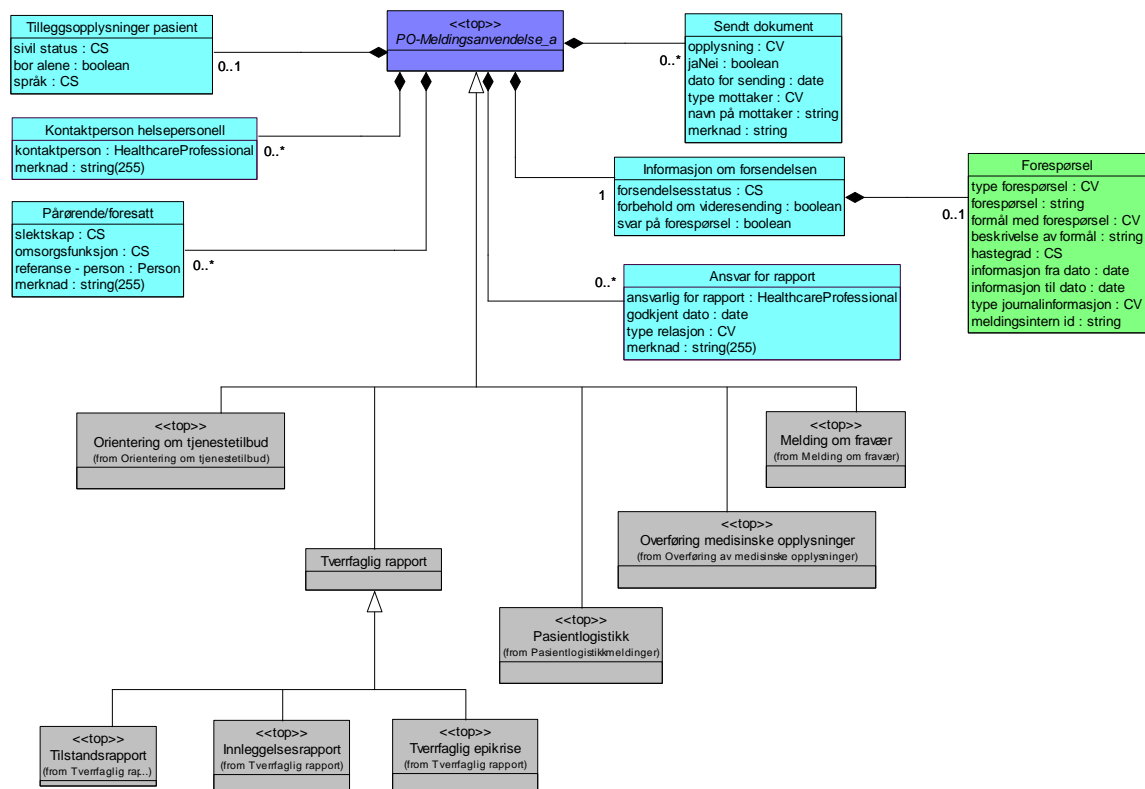 Tilleggsopplysninger pasient
sivil status : CS
bor alene : boolean
språk : CS
0..1
<<top>>
PO-Meldingsanvendelse_a
Sendt dokument
opplysning : CV
jaNei : boolean
dato for sending : date
type mottaker : CV
navn på mottaker : string
merknad : string
0..*
Kontaktperson helsepersonell
kontaktperson : HealthcareProfessional
merknad : string(255)
0..*
Informasjon om forsendelsen
forsendelsesstatus : CS
forbehold om videresending : boolean
svar på forespørsel : boolean
1
Forespørsel
type forespørsel : CV
forespørsel : string
formål med forespørsel : CV
beskrivelse av formål : string
hastegrad : CS
informasjon fra dato : date
informasjon til dato : date
type journalinformasjon : CV
meldingsintern id : string
0..1
Pårørende/foresatt
slektskap : CS
omsorgsfunksjon : CS
referanse - person : Person
merknad : string(255)
0..*
Ansvar for rapport
ansvarlig for rapport : HealthcareProfessional
godkjent dato : date
type relasjon : CV
merknad : string(255)
0..*
<<top>>
Orientering om tjenestetilbud
(from Orientering om tjenestetilbud)
<<top>>
Melding om fravær
(from Melding om fravær)
<<top>>
Overføring medisinske opplysninger
(from Overføring av medisinske opplysninger)
Tverrfaglig rapport
<<top>>
Pasientlogistikk
(from Pasientlogistikkmeldinger)
<<top>>
Tilstandsrapport
(from Tverrfaglig rap...)
<<top>>
Innleggelsesrapport
(from Tverrfaglig rapport)
<<top>>
Tverrfaglig epikrise
(from Tverrfaglig rapport)